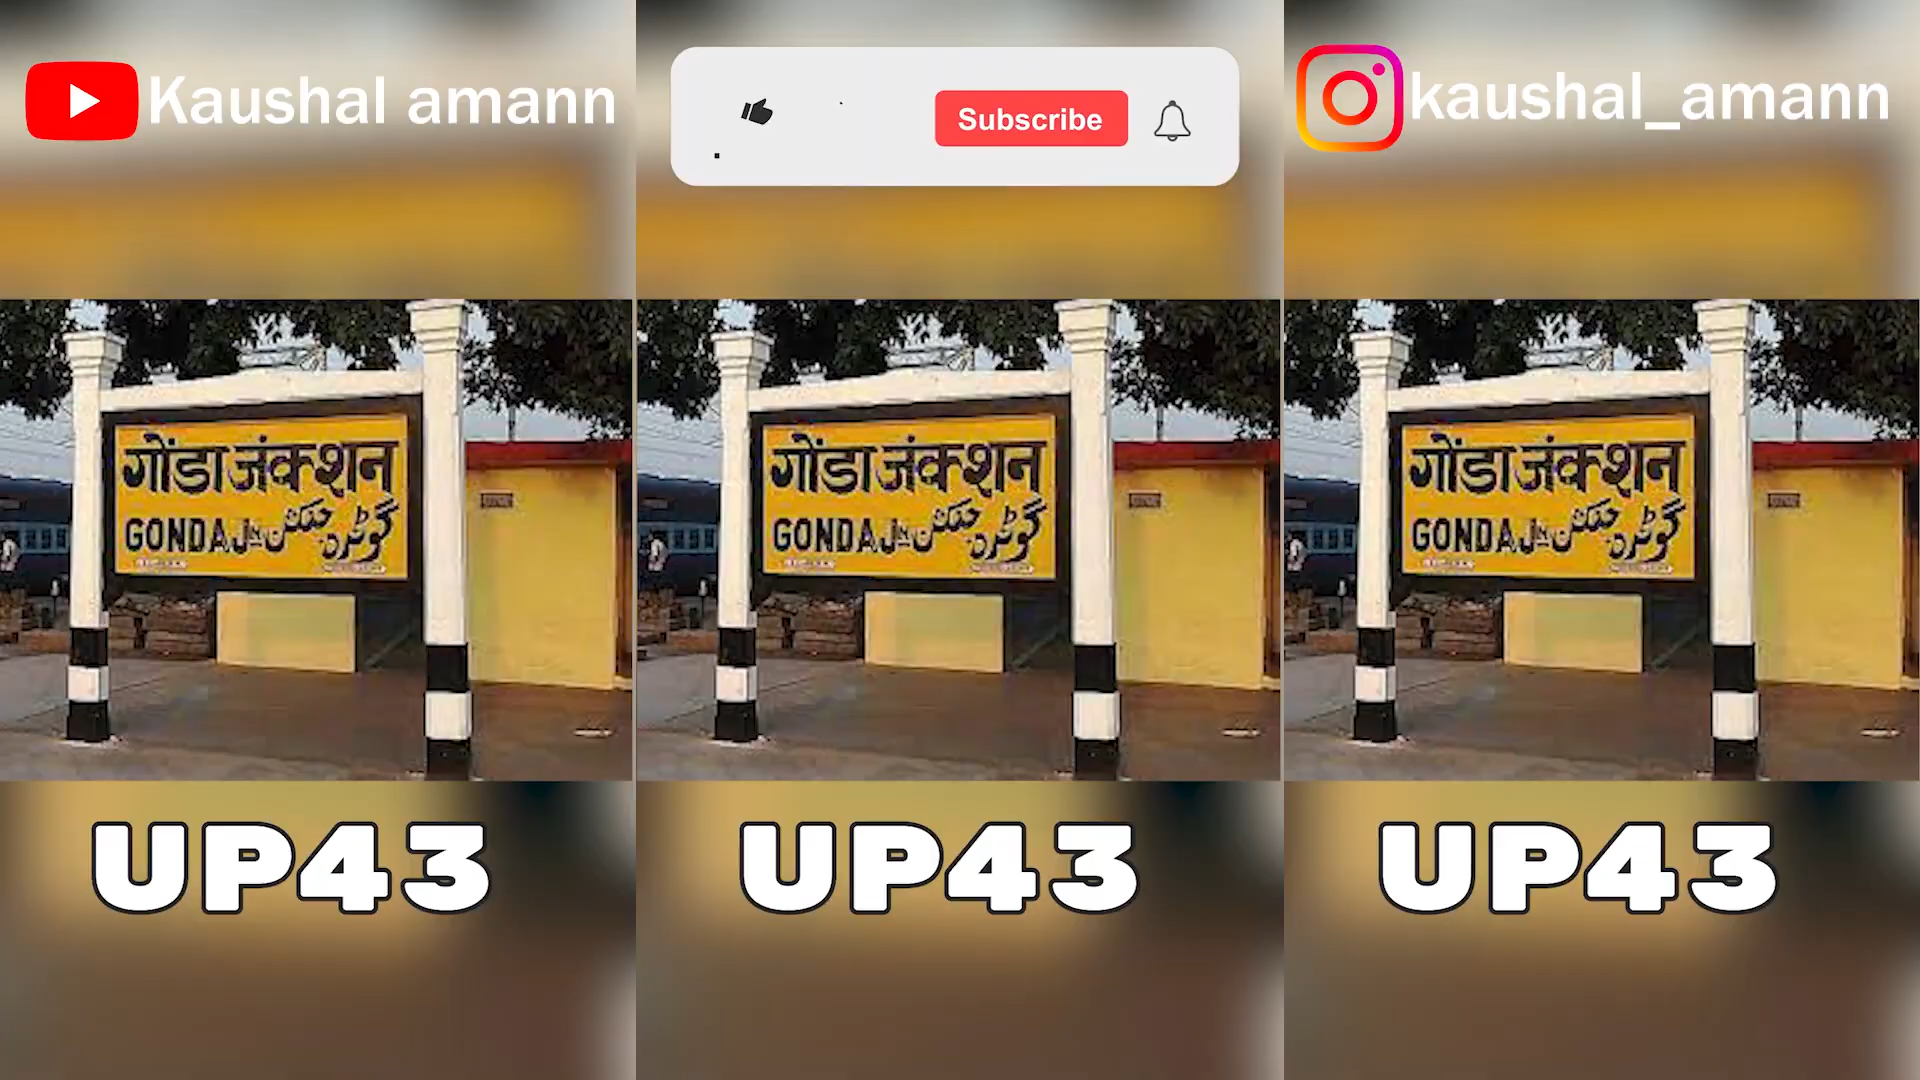 Kaushal amann
Subscribe
kaushal_amann
गोंडा जंक्शन
GONDA Jn
گونڈہ جنکشن
UP43
गोंडा जंक्शन
GONDA Jn
گونڈہ جنکشن
UP43
गोंडा जंक्शन
GONDA Jn
گونڈہ جنکشن
UP43